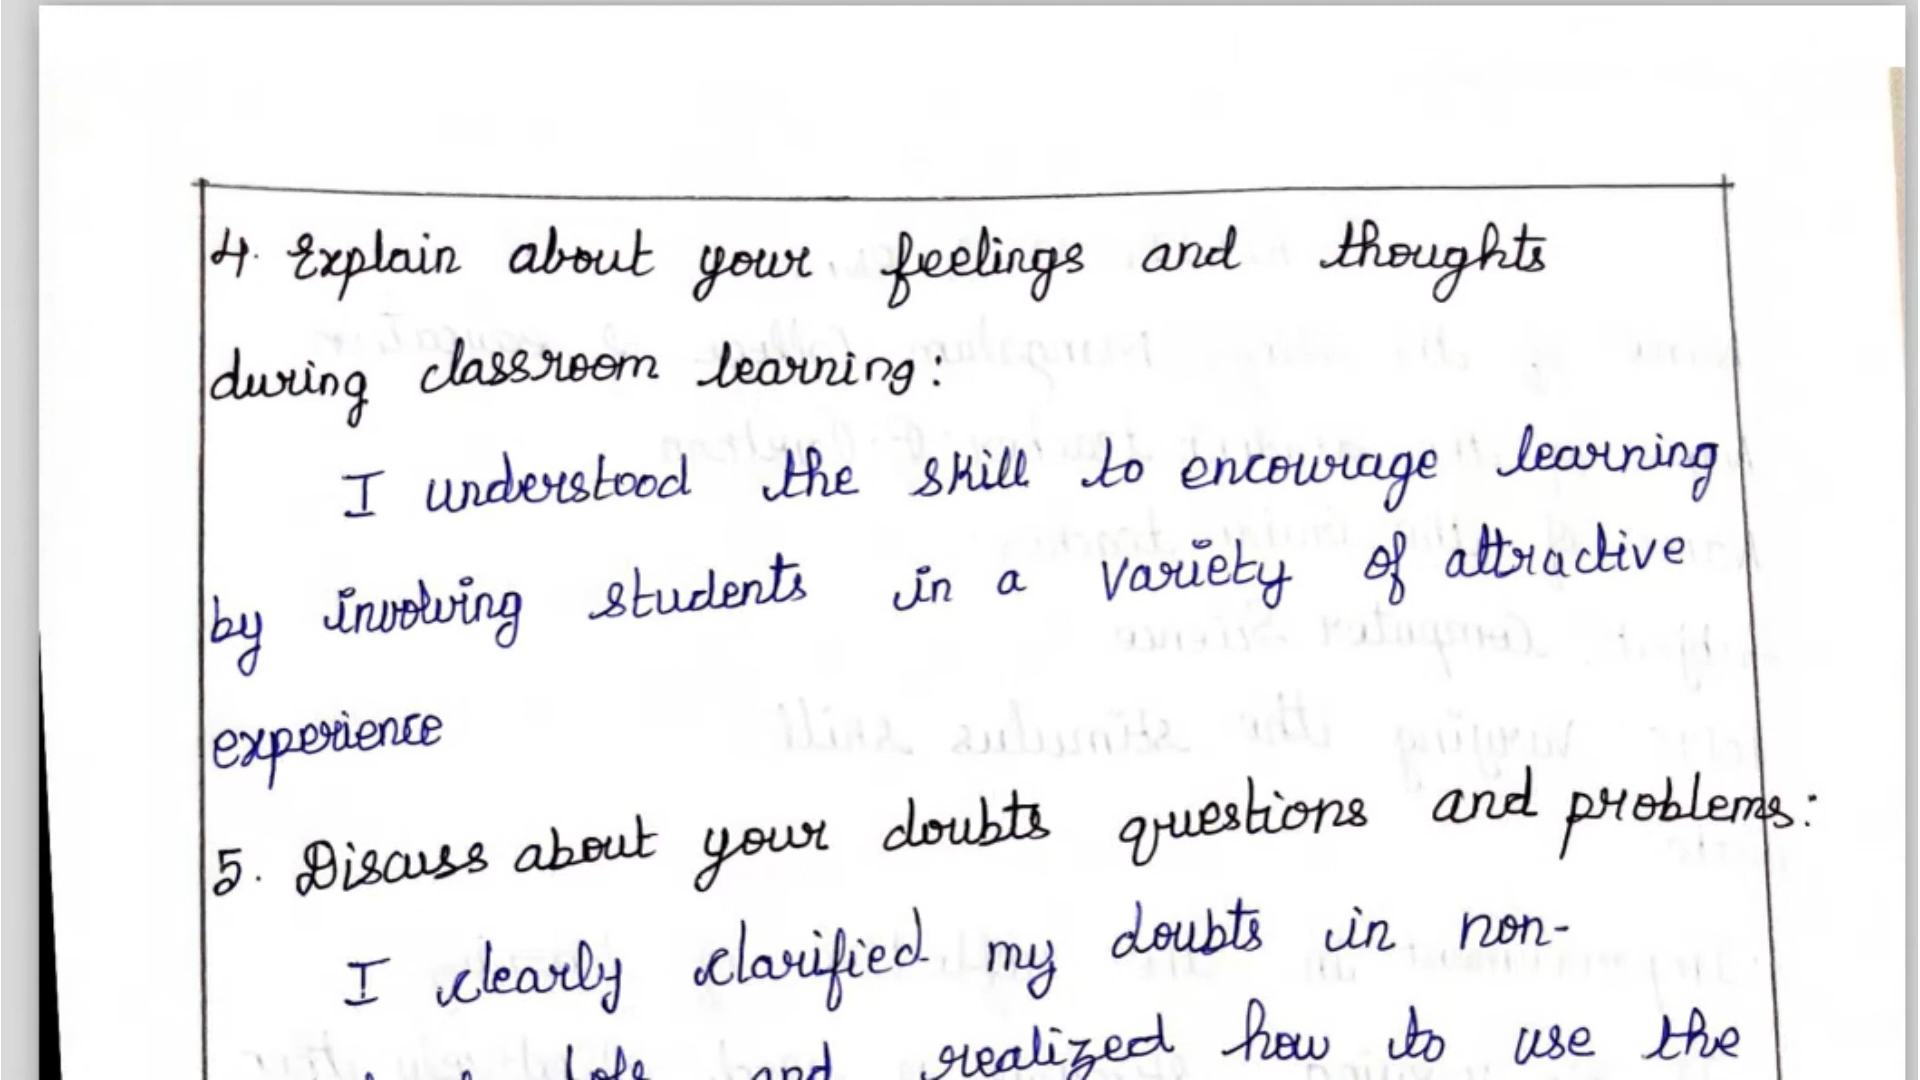 4. Explain about your feelings and thoughts
during classroom learning:
I understood the skill to encourage learning
by involving students in a variety of attractive
experience
5. Discuss about your doubts questions and problems:
I clearly clarified my doubts in non-
and realized how to use the